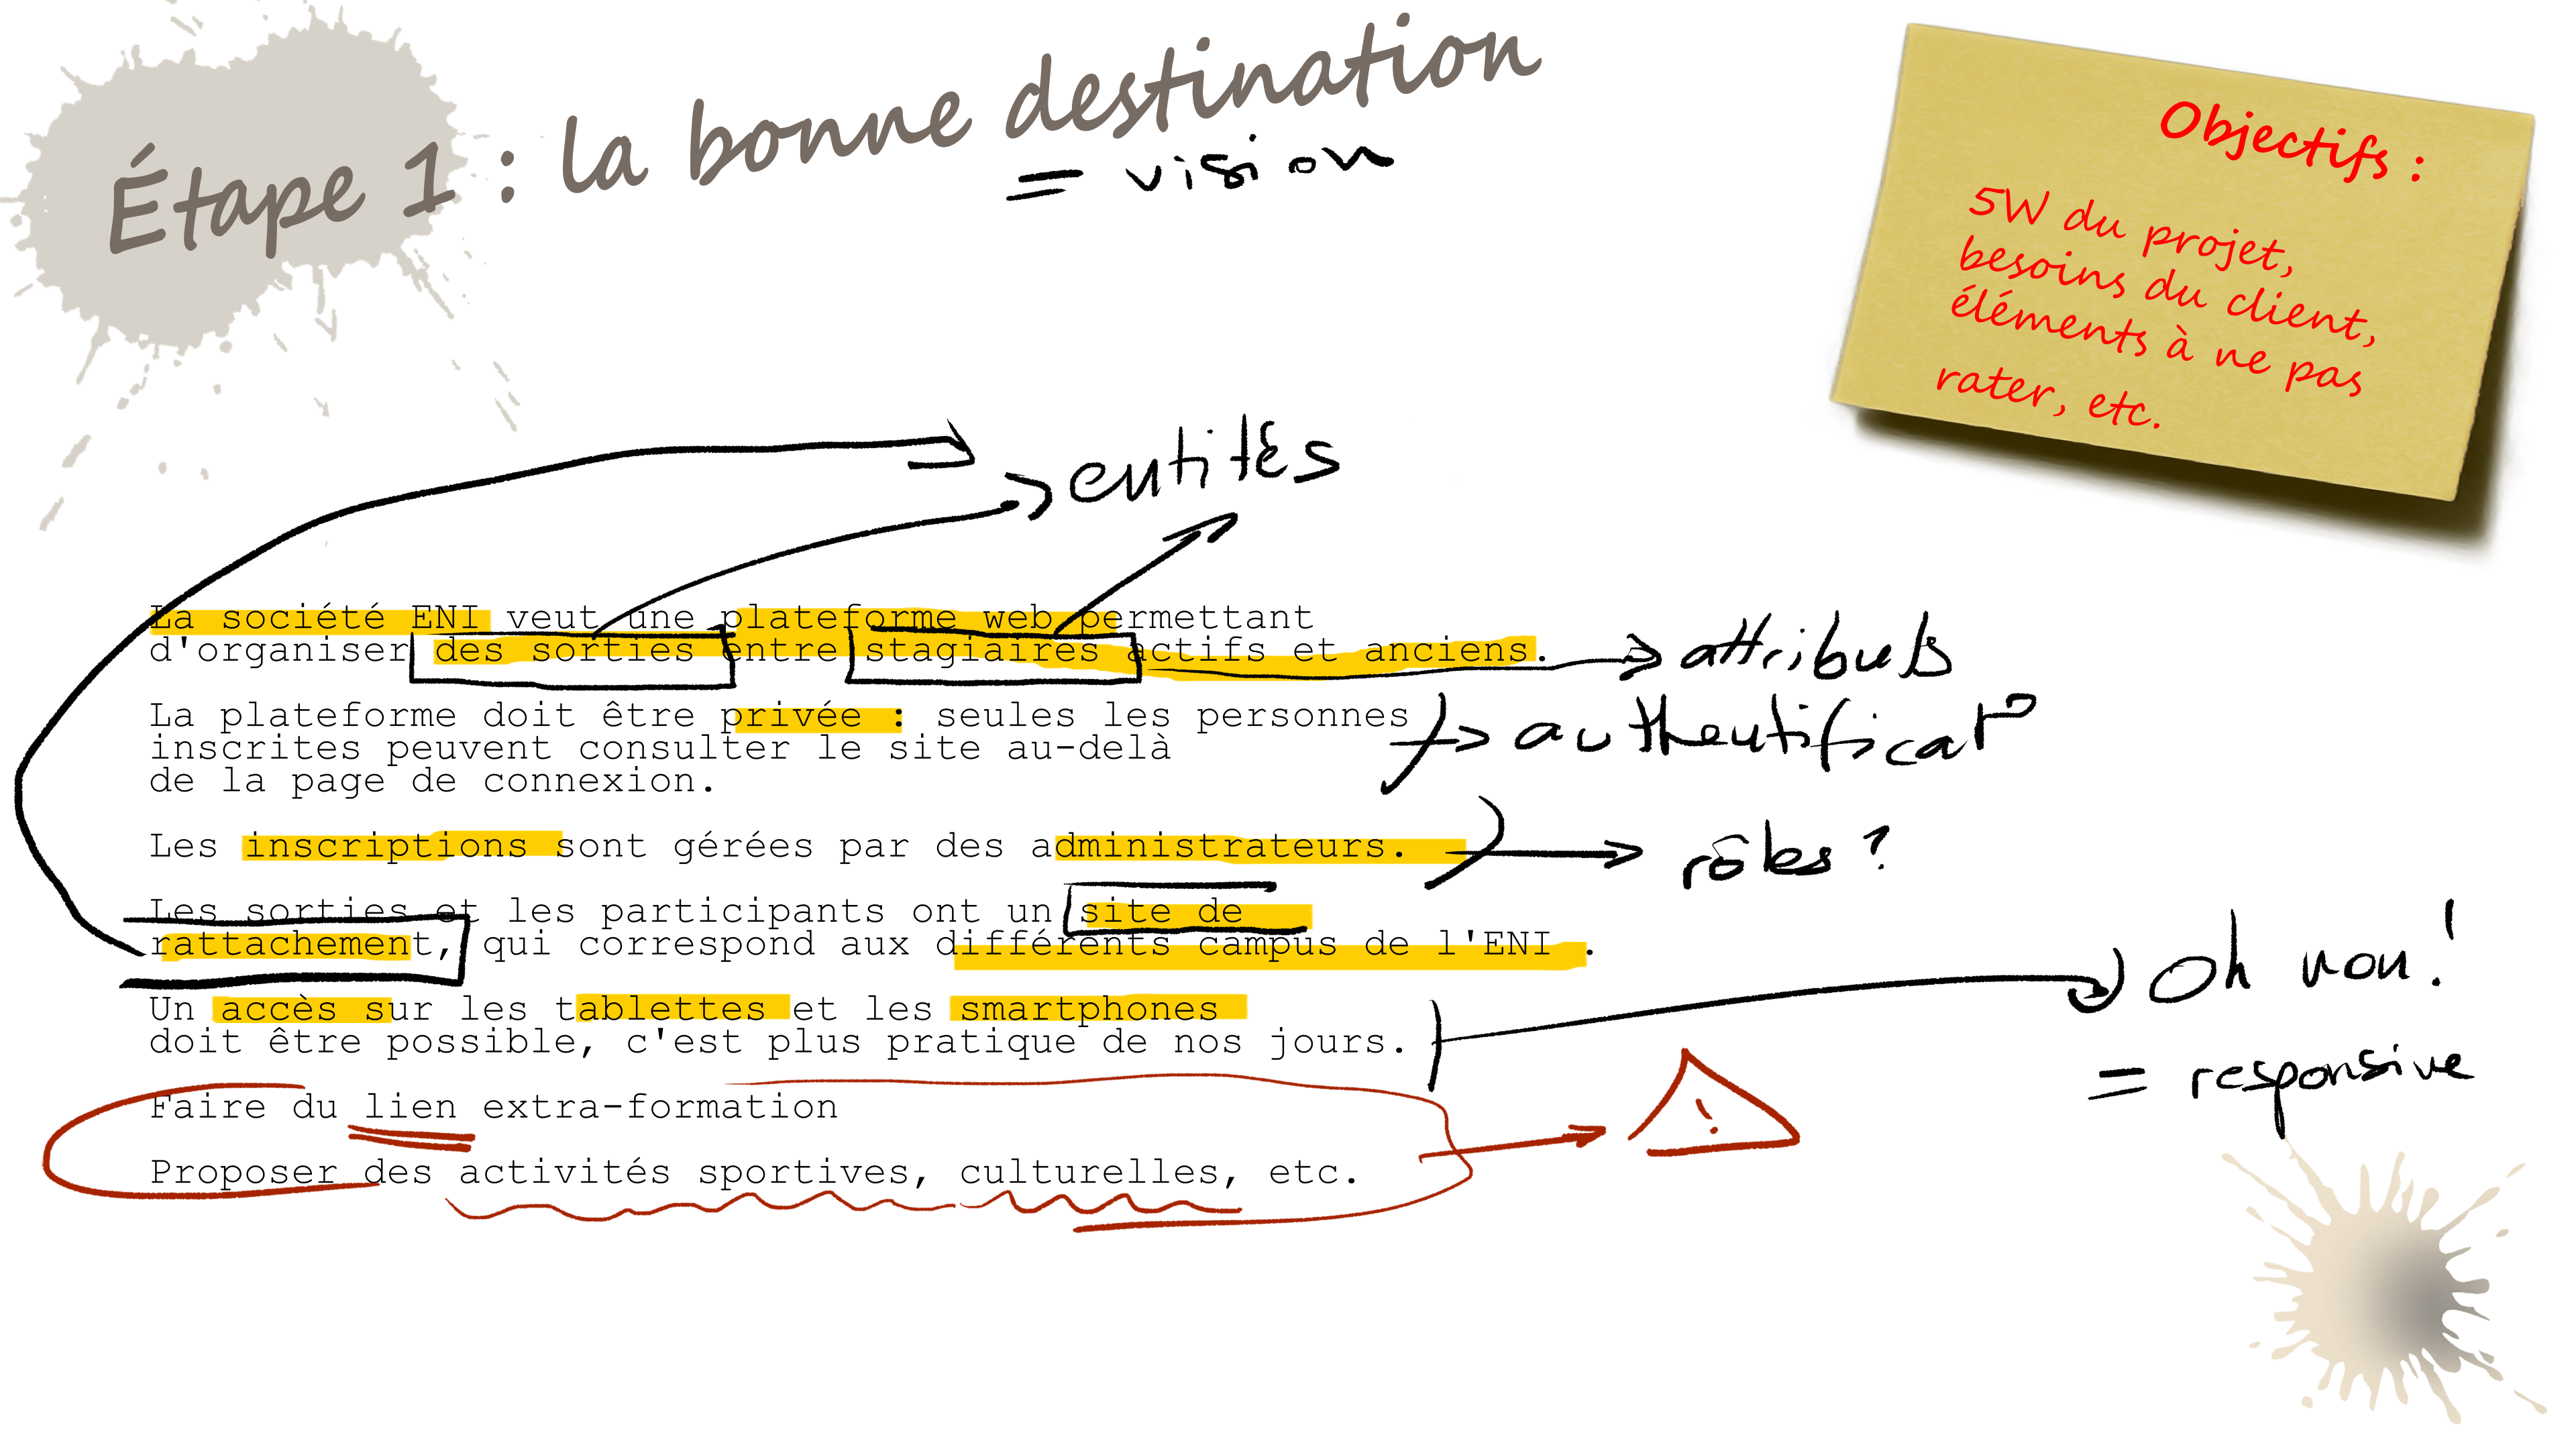 Étape 1 : la bonne destination
= vision
Objectifs :
5W du projet,
besoins du client,
éléments à ne pas
rater, etc.
entités
La société ENI veut une plateforme web permettant
d'organiser des sorties entre stagiaires actifs et anciens.
attributs
La plateforme doit être privée : seules les personnes
inscrites peuvent consulter le site au-delà
de la page de connexion.
authentificat°
Les inscriptions sont gérées par des administrateurs.
rôles ?
Les sorties et les participants ont un site de
rattachement, qui correspond aux différents campus de l'ENI .
Oh non !
Un accès sur les tablettes et les smartphones
doit être possible, c'est plus pratique de nos jours.
= responsive
Faire du lien extra-formation
!
Proposer des activités sportives, culturelles, etc.